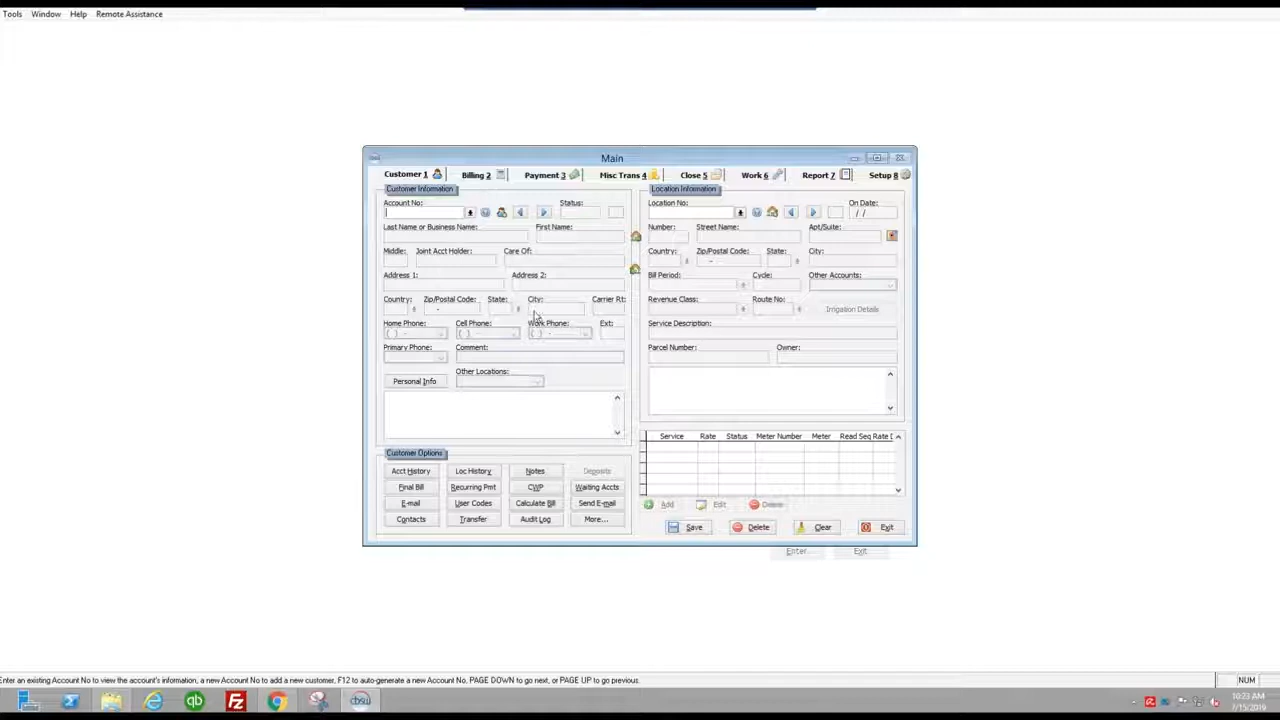 Tools Window Help Remote Assistance
Main
Customer 1 Billing 2 Payment 3 Misc Trans 4 Close 5 Work 6 Report 7 Setup 8
Customer Information
Account No: Status:
Last Name or Business Name: First Name:
Middle: Joint Acct Holder: Care Of:
Address 1: Address 2:
Country: Zip/Postal Code: State: City: Carrier Rt:
-
Home Phone: Cell Phone: Work Phone: Ext:
( ) - ( ) - ( ) -
Primary Phone: Comment:
Other Locations:
Personal Info
Customer Options
Acct History Loc History Notes Deposits
Final Bill Recurring Pmt CWP Waiting Accts
E-mail User Codes Calculate Bill Send E-mail
Contacts Transfer Audit Log More...
Location Information
Location No: On Date:
/ /
Number: Street Name: Apt/Suite:
Country: Zip/Postal Code: State: City:
-
Bill Period: Cycle: Other Accounts:
Revenue Class: Route No: Irrigation Details
Service Description:
Parcel Number: Owner:
Service Rate Status Meter Number Meter Read Seq Rate D
Add Edit Delete
Save Delete Clear Exit
Enter... Exit
Enter an existing Account No to view the account's information, a new Account No to add a new customer, F12 to auto-generate a new Account No, PAGE DOWN to go next, or PAGE UP to go previous.
NUM
qb Fz
10:23 AM
7/15/2019